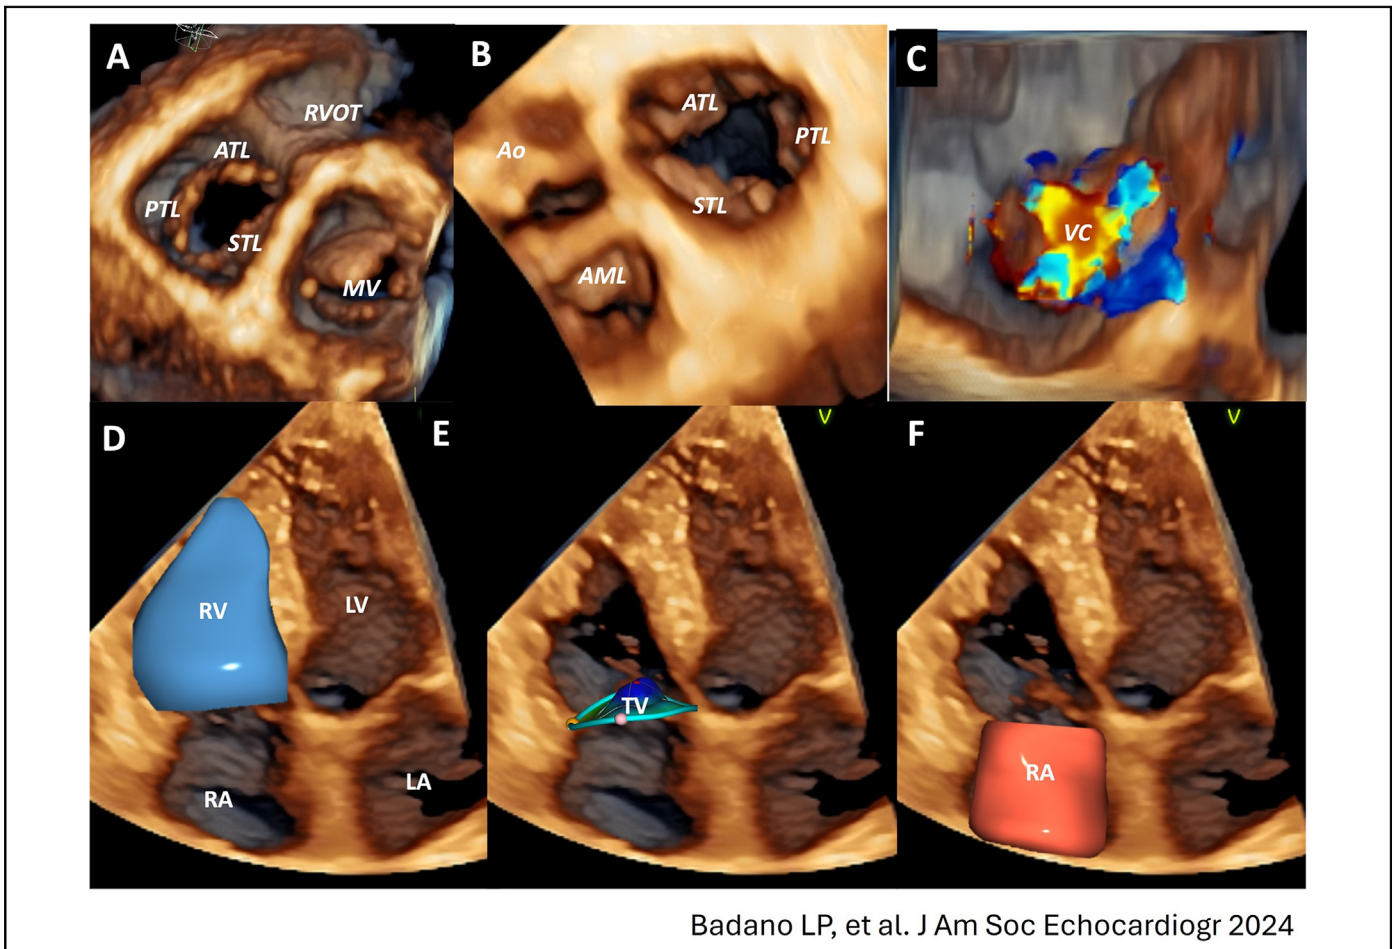 A
RVOT
ATL
PTL
STL
MV
B
ATL
PTL
Ao
STL
AML
C
VC
D
RV
LV
LA
RA
E
V
TV
F
V
RA
Badano LP, et al. J Am Soc Echocardiogr 2024